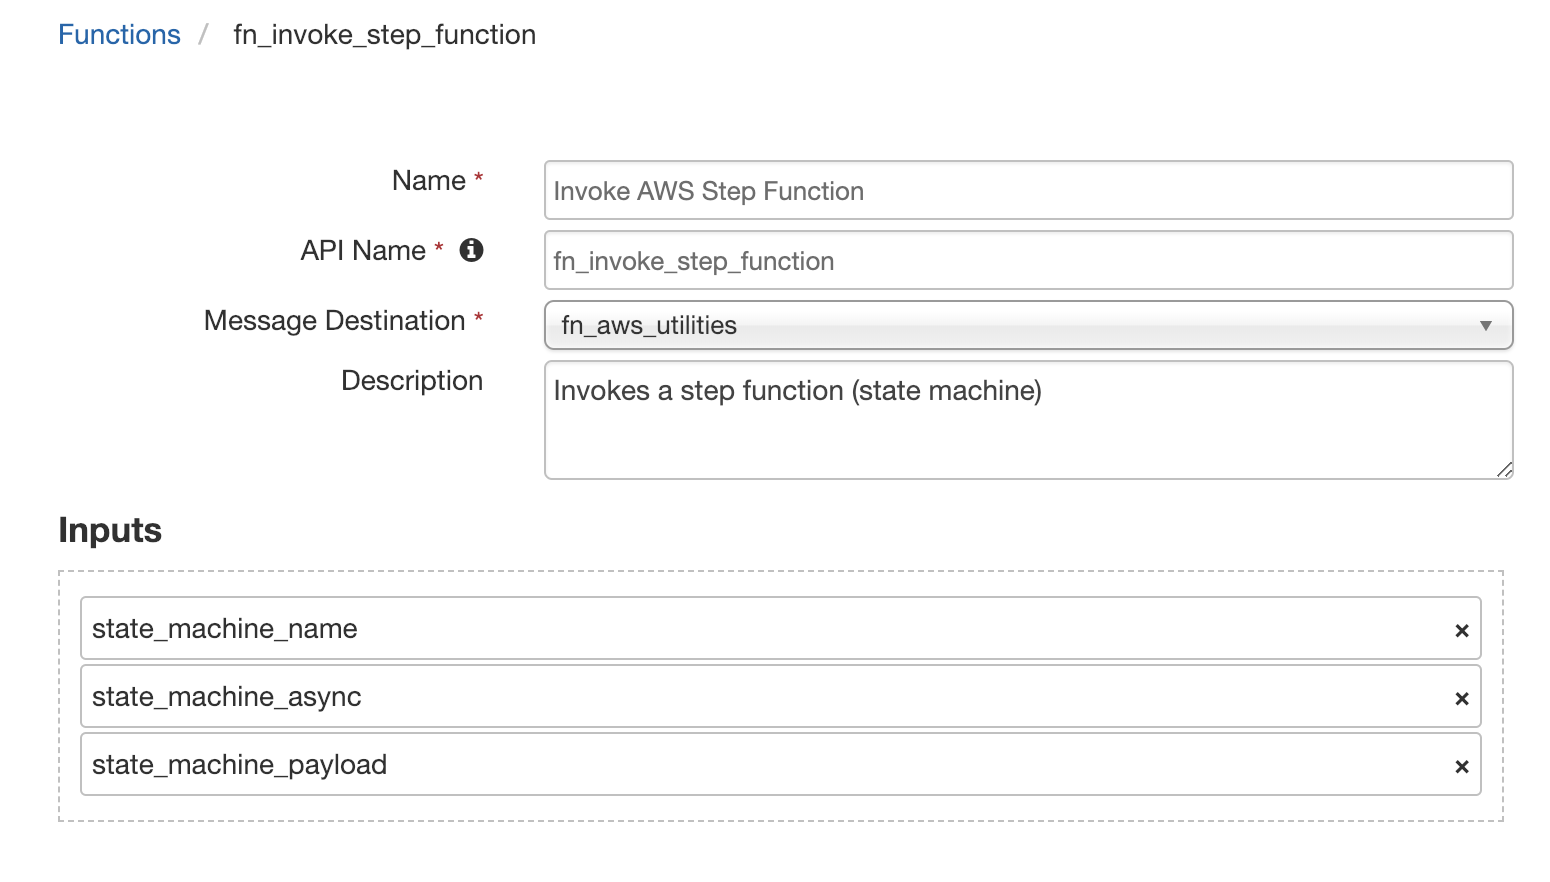 Functions / fn_invoke_step_function
Name * Invoke AWS Step Function
API Name * fn_invoke_step_function
Message Destination * fn_aws_utilities
Description Invokes a step function (state machine)
Inputs
state_machine_name ×
state_machine_async ×
state_machine_payload ×